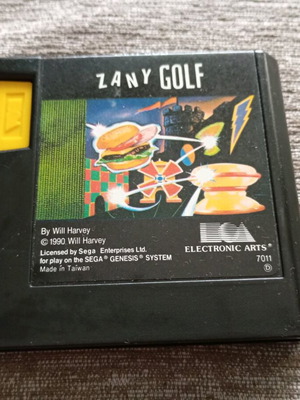 ZANY GOLF
By Will Harvey
© 1990 Will Harvey
Licensed by Sega Enterprises Ltd.
for play on the SEGA® GENESIS® SYSTEM
Made in Taiwan
ELECTRONIC ARTS®
7011
D